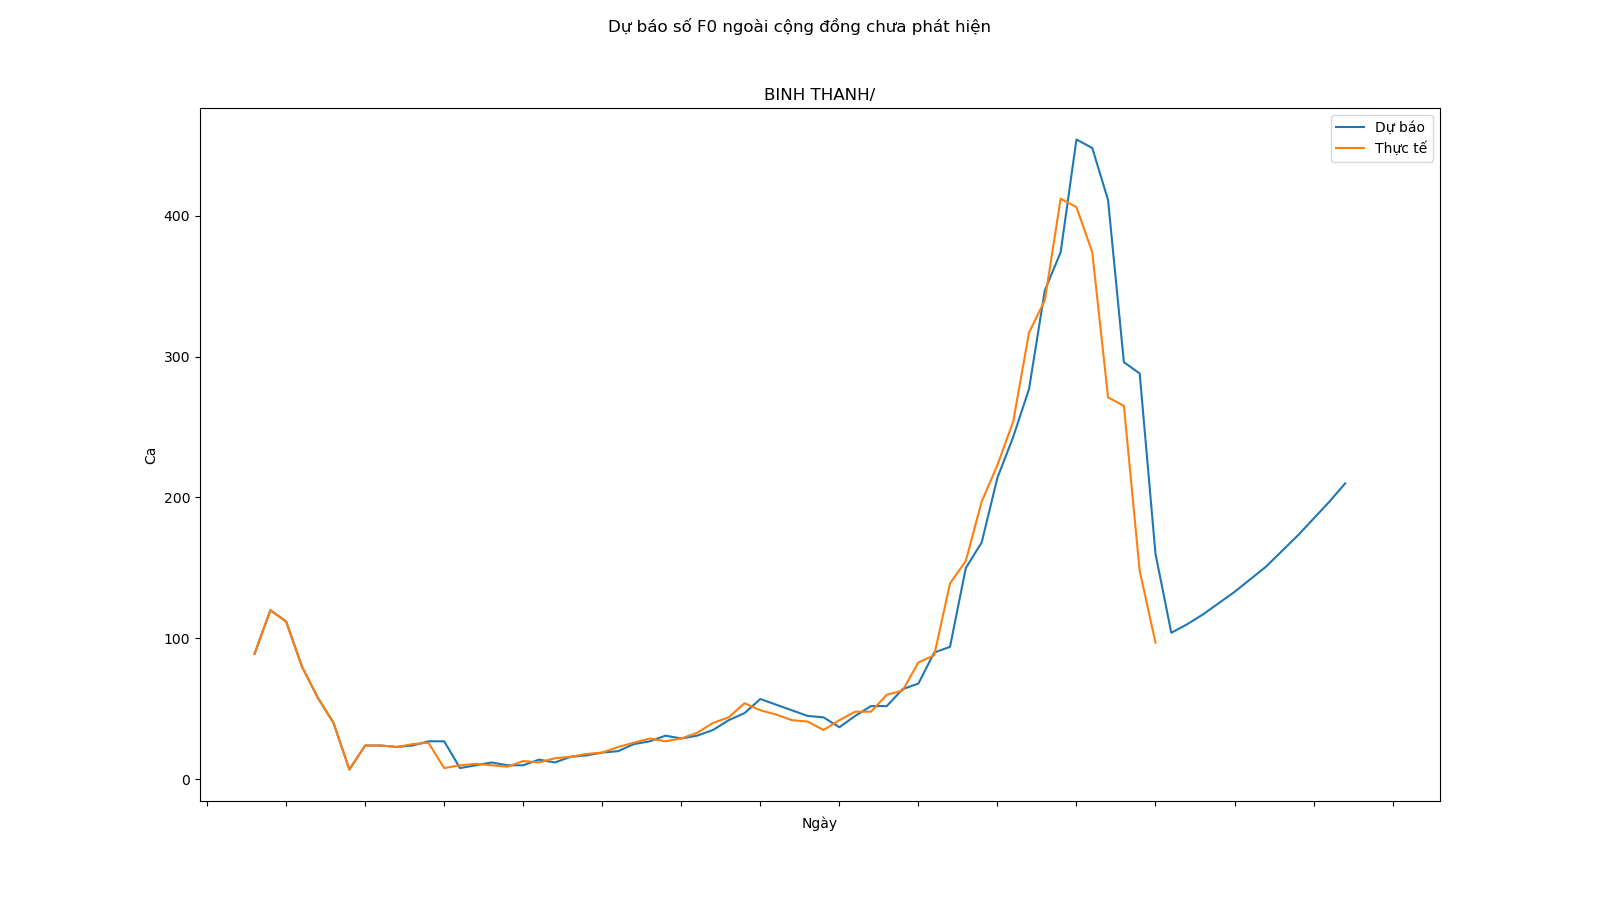 Dự báo số F0 ngoài cộng đồng chưa phát hiện
BINH THANH/
Dự báo
Thực tế
400
300
200
100
0
Ca
Ngày